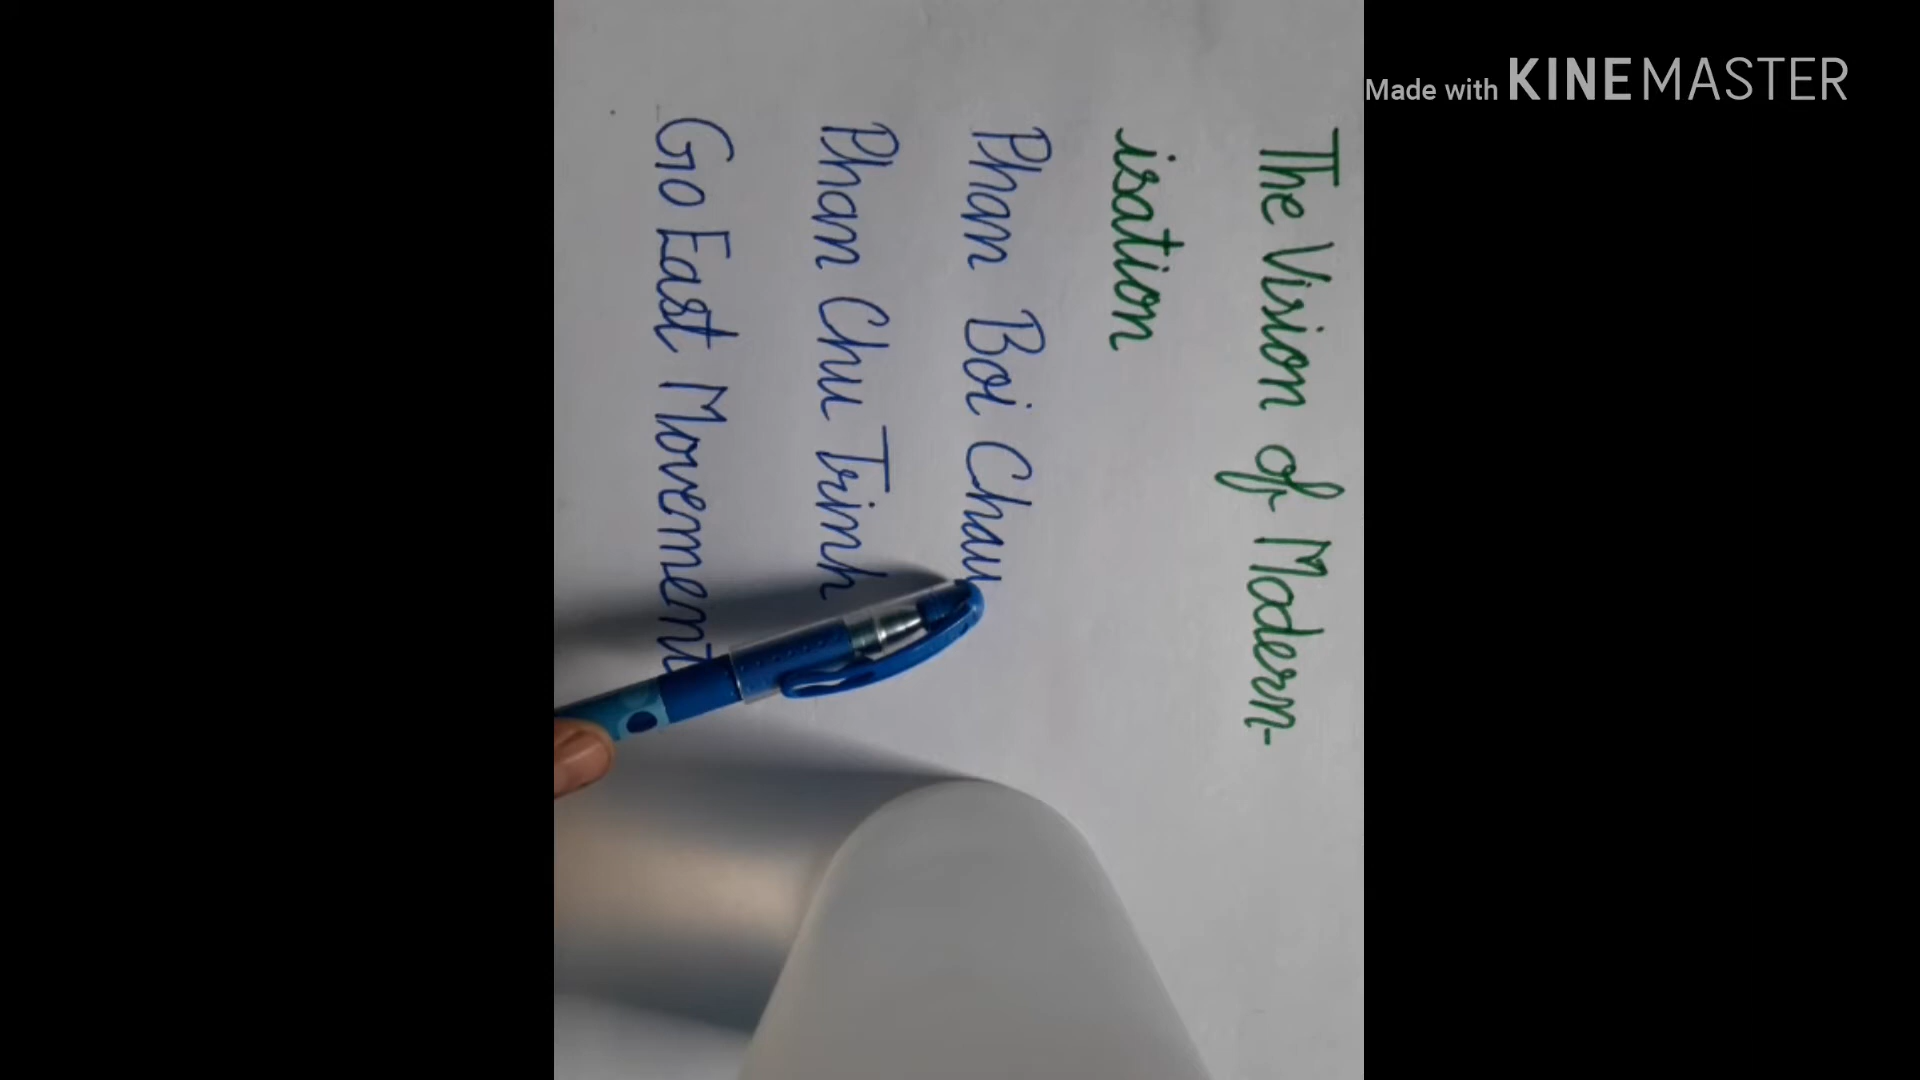 The Vision of Modern-
isation
Phan Boi Chau
Phan Chu Trinh
Go East Movement
Made with KINEMASTER